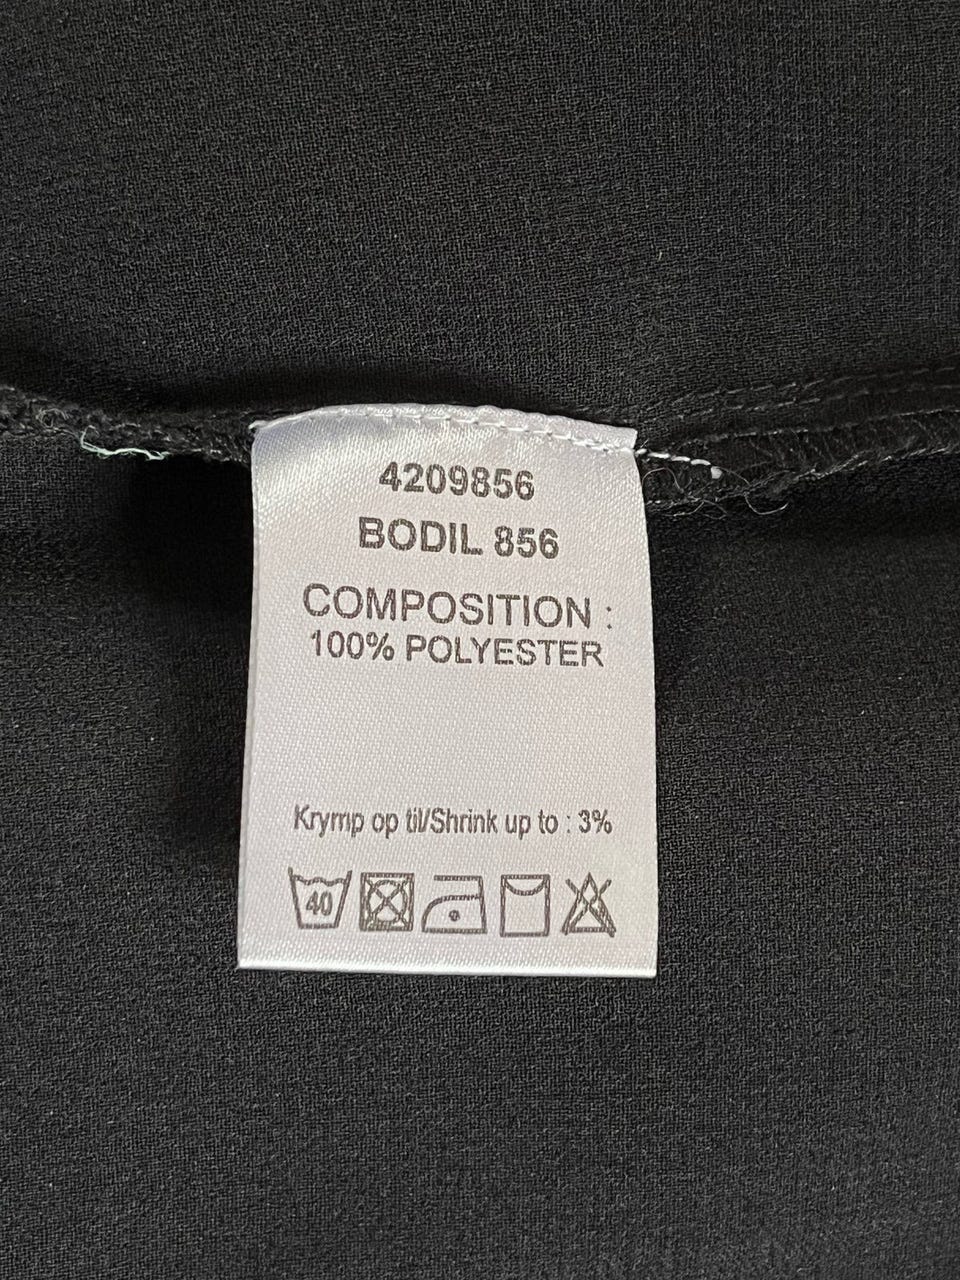 4209856
BODIL 856
COMPOSITION :
100% POLYESTER
Krymp op til/Shrink up to : 3%
40